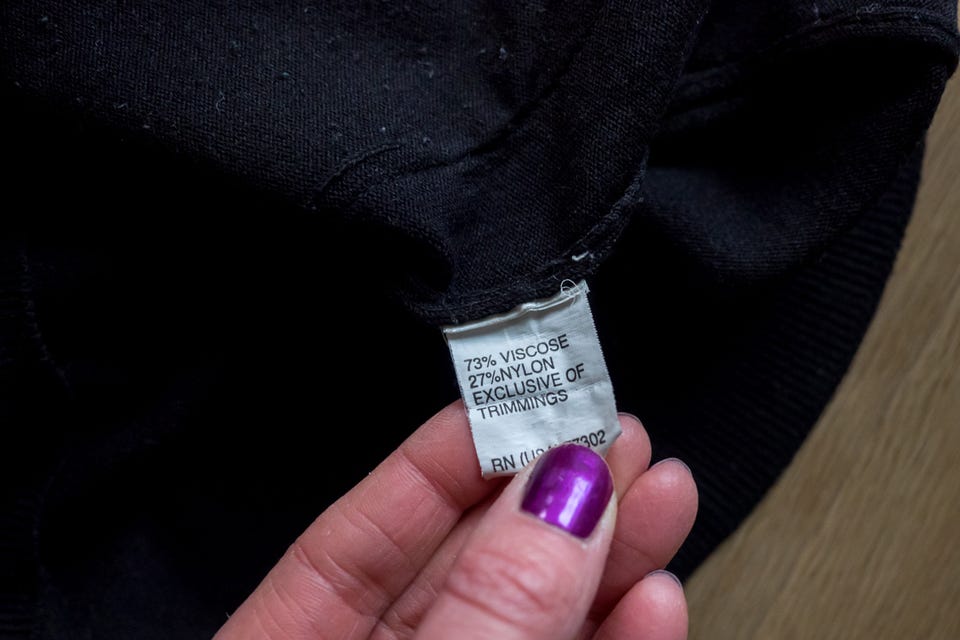 73% VISCOSE
27%NYLON
EXCLUSIVE OF
TRIMMINGS
RN